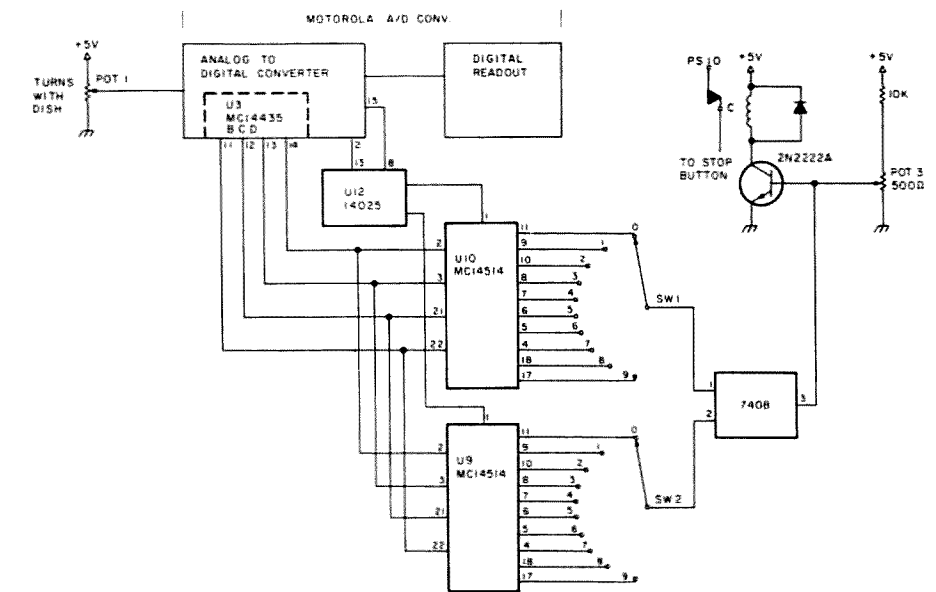 MOTOROLA A/D CONV.
+5V
POT 1
TURNS
WITH
DISH
ANALOG TO
DIGITAL CONVERTER
U3
MC14435
B C D
11 12 13 14
13
2
DIGITAL
READOUT
15 8
U12
14025
PS10
C
TO STOP
BUTTON
+5V
2N2222A
+5V
10K
POT 3
500Ω
1
U10
MC14514
2
3
21
22
11 0
9 1
10 2
8 3
7 4
6 5
5 6
4 7
18 8
17 9
SW1
1
2
7408
3
1
U9
MC14514
2
3
21
22
11 0
9 1
10 2
8 3
7 4
6 5
5 6
4 7
18 8
17 9
SW2